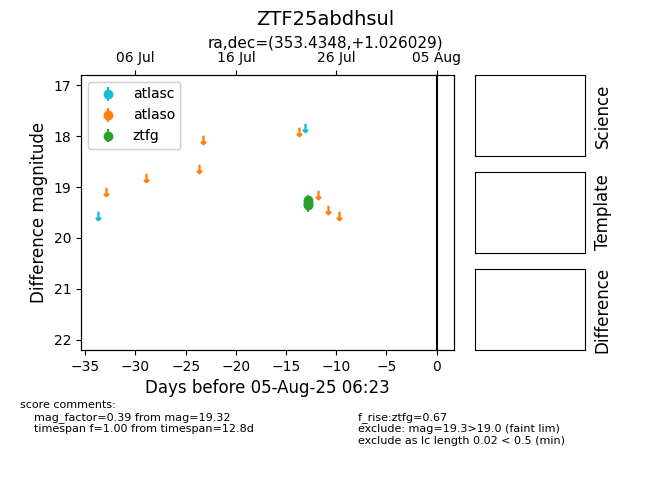 ZTF25abdhsul
ra,dec=(353.4348,+1.026029)
06 Jul 16 Jul 26 Jul 05 Aug
17
18
19
20
21
22
Difference magnitude
atlasc
atlaso
ztfg
−35 −30 −25 −20 −15 −10 −5 0
Days before 05-Aug-25 06:23
Science
Template
Difference
score comments:
mag_factor=0.39 from mag=19.32
timespan f=1.00 from timespan=12.8d
f_rise:ztfg=0.67
exclude: mag=19.3>19.0 (faint lim)
exclude as lc length 0.02 < 0.5 (min)